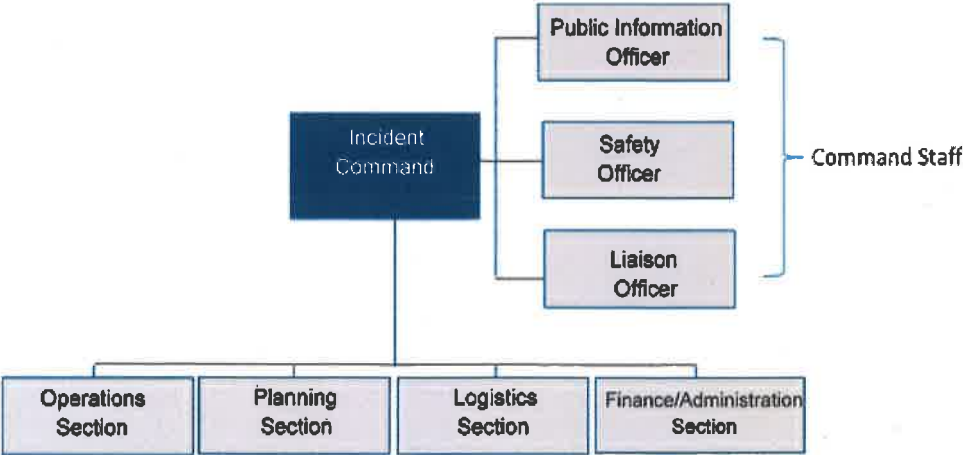 Public Information
Officer
Incident
Command
Safety
Officer
Command Staff
Liaison
Officer
Operations
Section
Planning
Section
Logistics
Section
Finance/Administration
Section